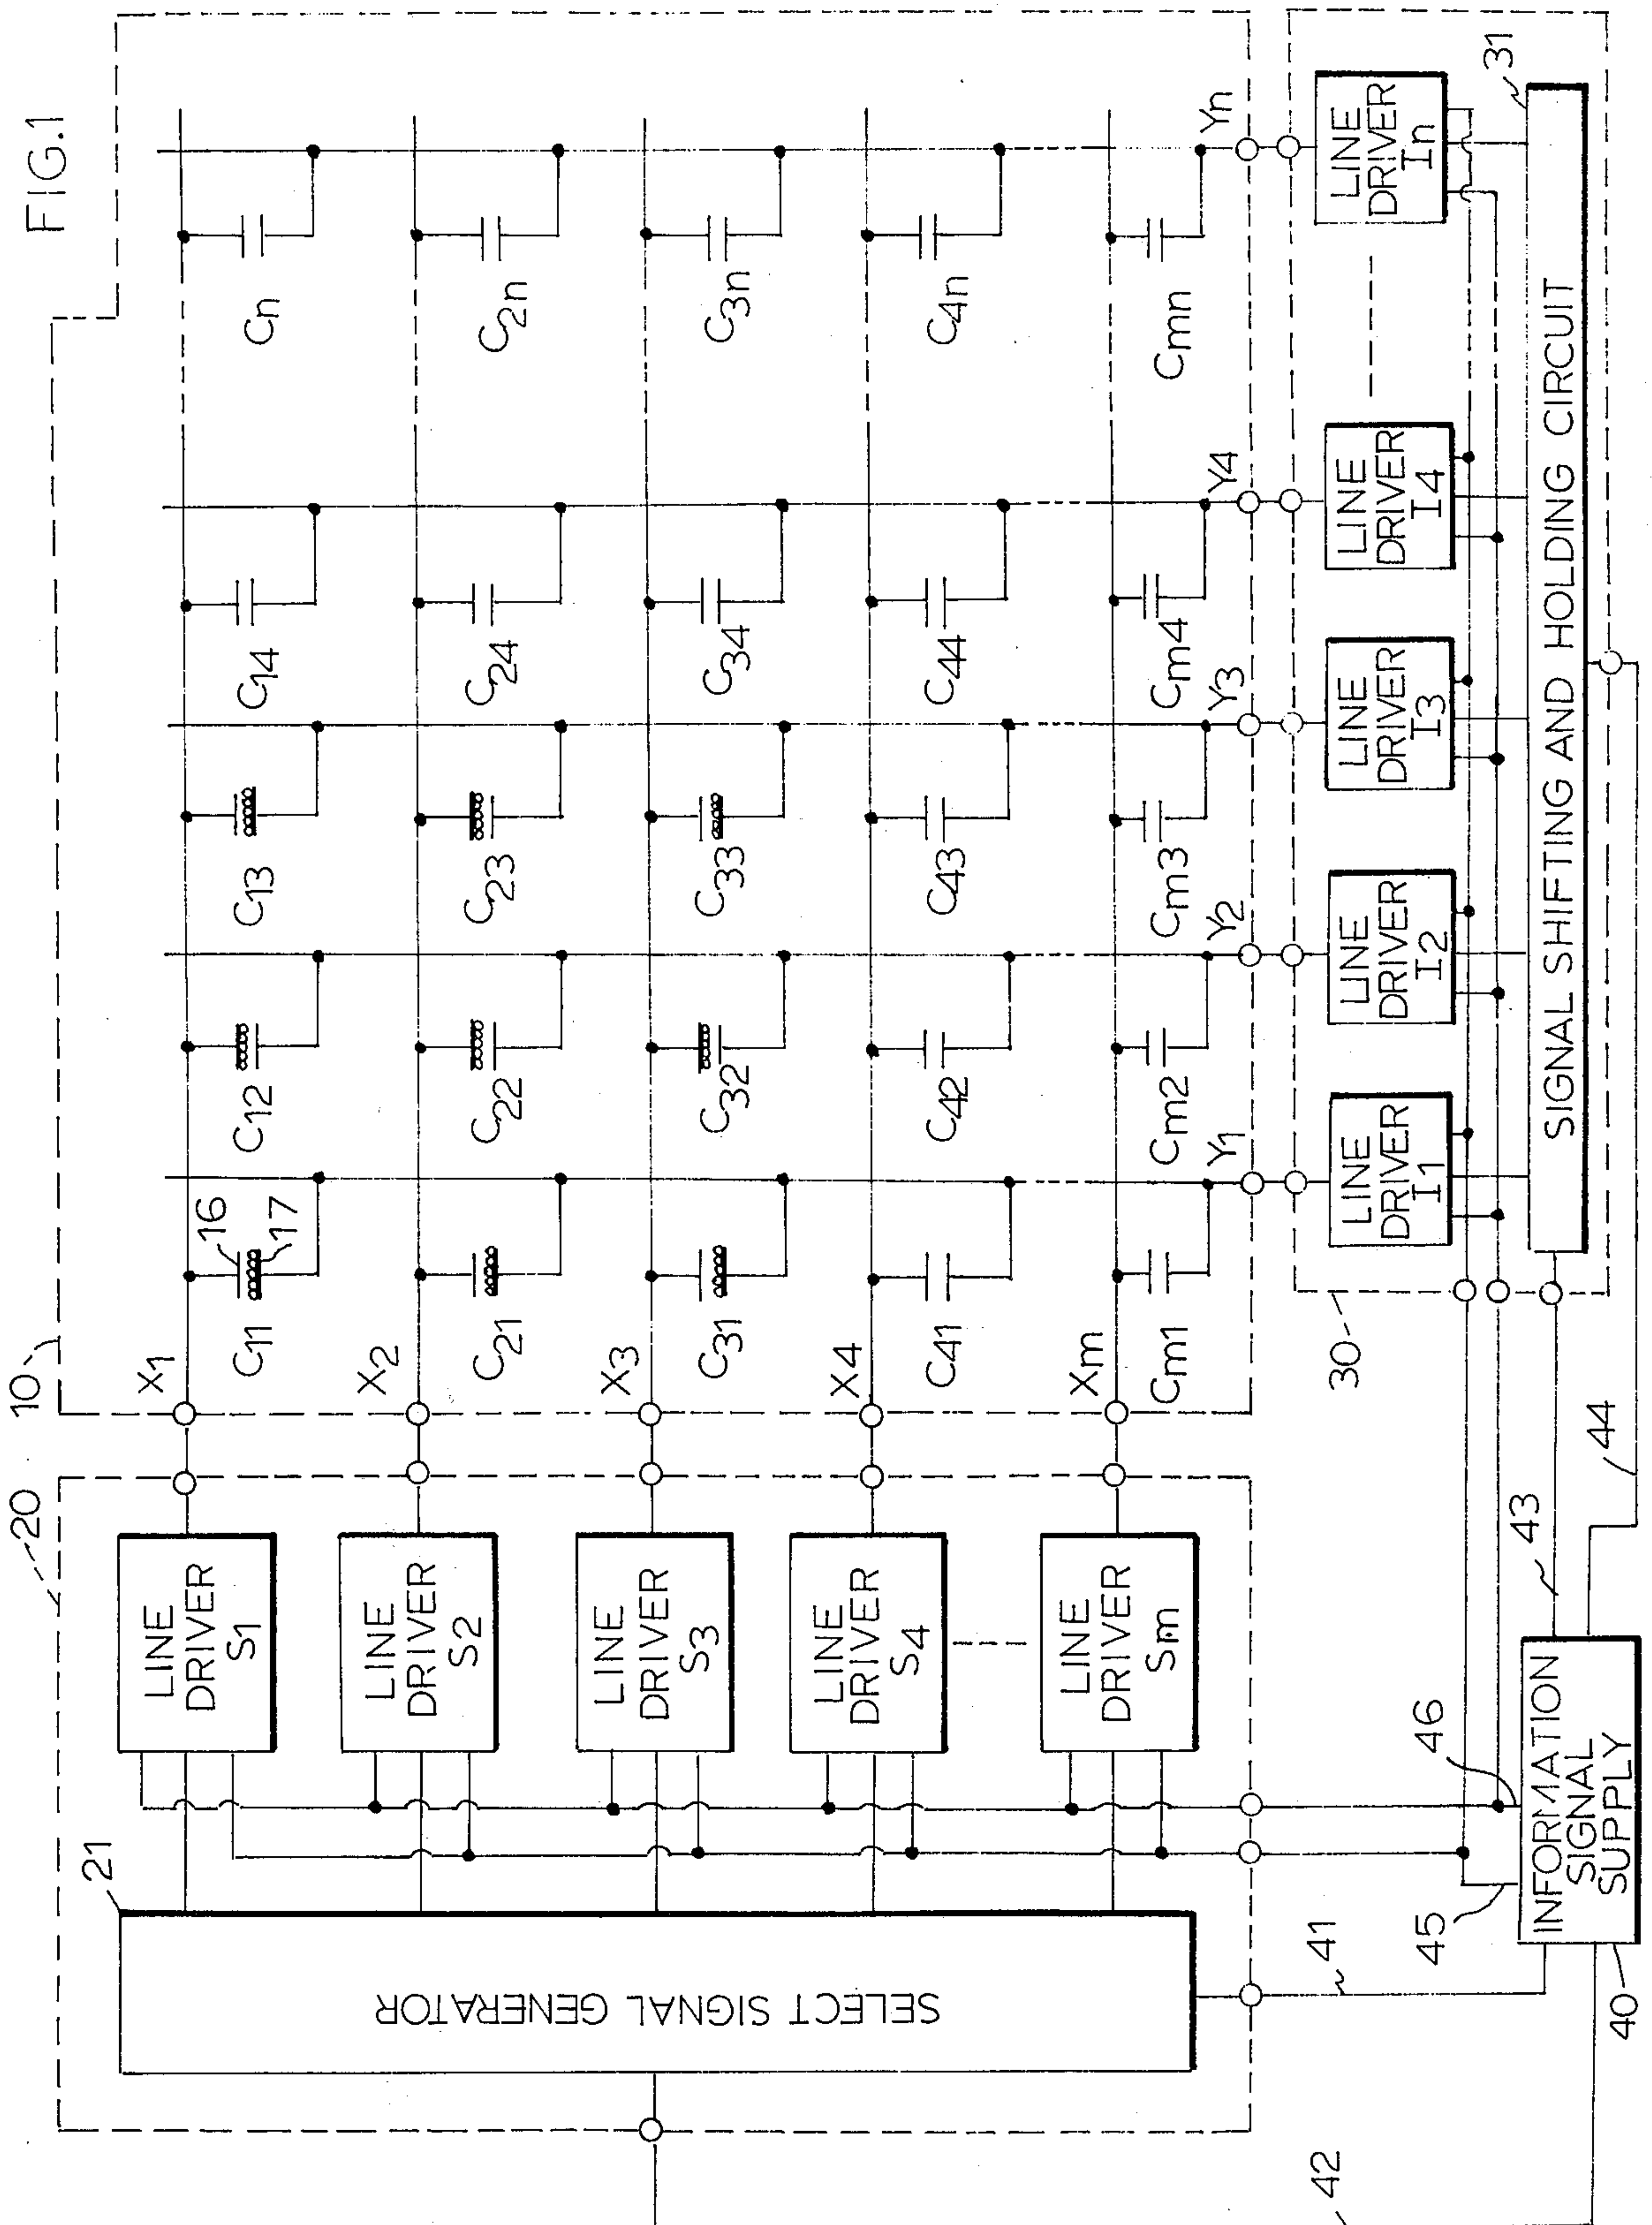 FIG.1
10
20
X1
X2
X3
X4
Xm
C11
16
17
C12
C13
C14
Cn
C21
C22
C23
C24
C2n
C31
C32
C33
C34
C3n
C41
C42
C43
C44
C4n
Cm1
Cm2
Cm3
Cm4
Cmn
Y1
Y2
Y3
Y4
Yn
LINE
DRIVER
S1
LINE
DRIVER
S2
LINE
DRIVER
S3
LINE
DRIVER
S4
LINE
DRIVER
Sm
21
SELECT SIGNAL GENERATOR
30
LINE
DRIVER
I1
LINE
DRIVER
I2
LINE
DRIVER
I3
LINE
DRIVER
I4
LINE
DRIVER
In
31
SIGNAL SHIFTING AND HOLDING CIRCUIT
INFORMATION
SIGNAL
SUPPLY
40
41
42
43
44
45
46